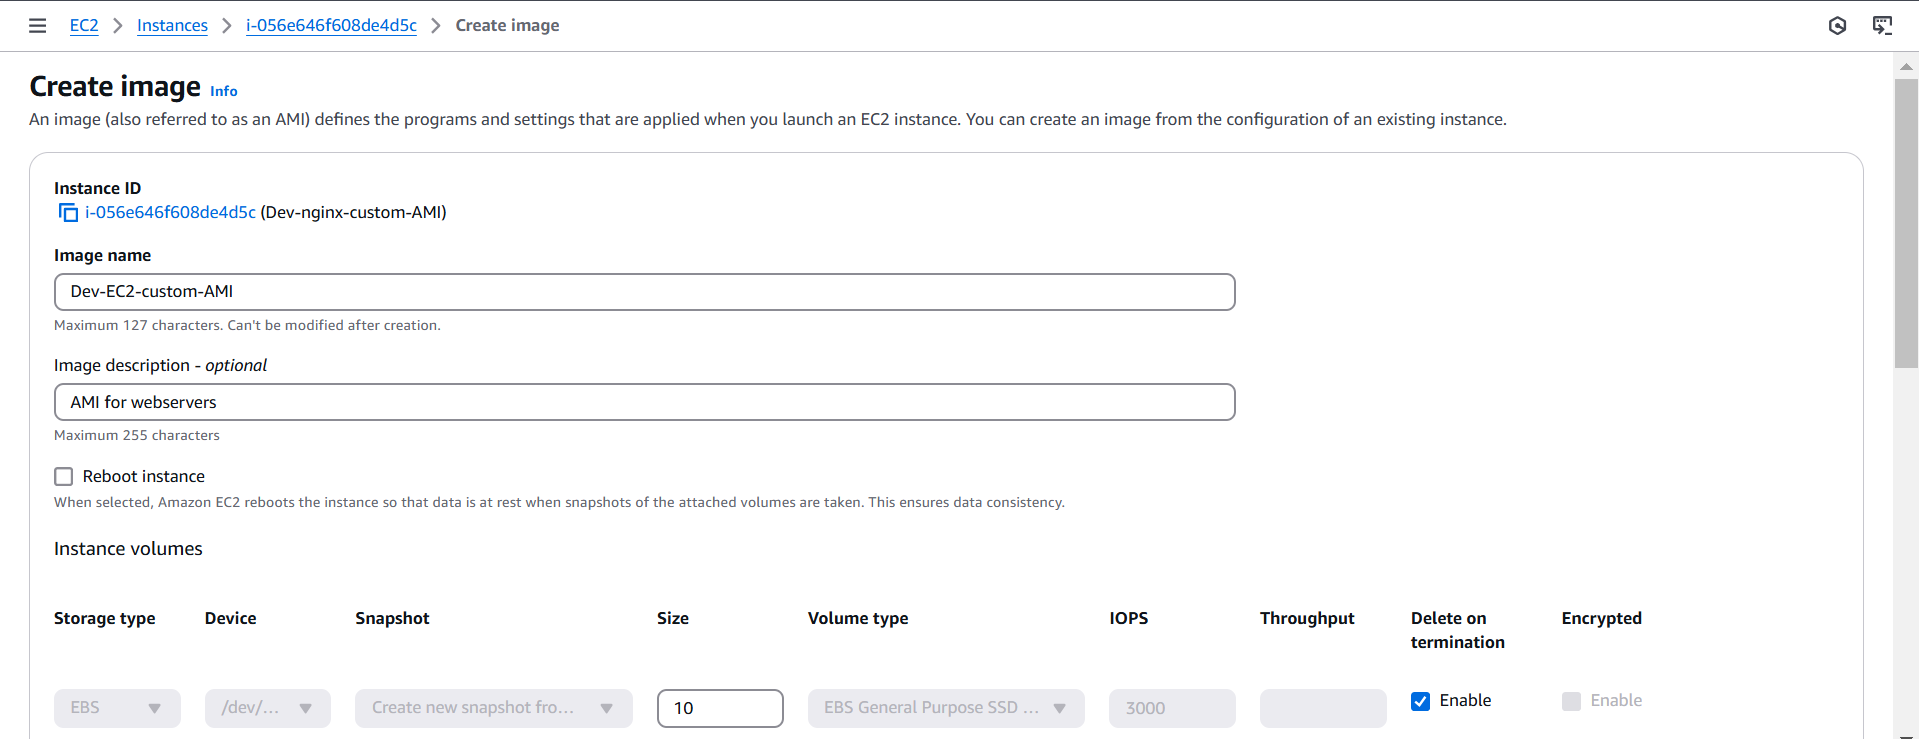 EC2 Instances i-056e646f608de4d5c Create image
Create image Info
An image (also referred to as an AMI) defines the programs and settings that are applied when you launch an EC2 instance. You can create an image from the configuration of an existing instance.
Instance ID
i-056e646f608de4d5c (Dev-nginx-custom-AMI)
Image name
Dev-EC2-custom-AMI
Maximum 127 characters. Can't be modified after creation.
Image description - optional
AMI for webservers
Maximum 255 characters
Reboot instance
When selected, Amazon EC2 reboots the instance so that data is at rest when snapshots of the attached volumes are taken. This ensures data consistency.
Instance volumes
Storage type Device Snapshot Size Volume type IOPS Throughput Delete on termination Encrypted
EBS /dev/... Create new snapshot fro... 10 EBS General Purpose SSD ... 3000 Enable Enable